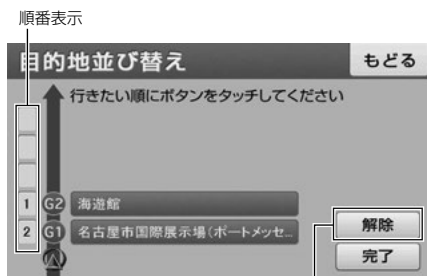 順番表示
目的地並び替え
もどる
行きたい順にボタンをタッチしてください
1 G2 海遊館
2 G1 名古屋市国際展示場(ポートメッセ...
解除
完了